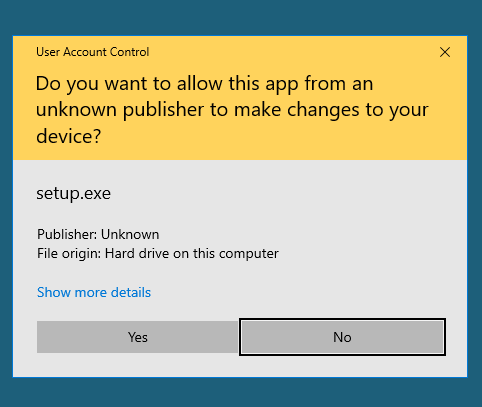 User Account Control
Do you want to allow this app from an
unknown publisher to make changes to your
device?
setup.exe
Publisher: Unknown
File origin: Hard drive on this computer
Show more details
Yes
No